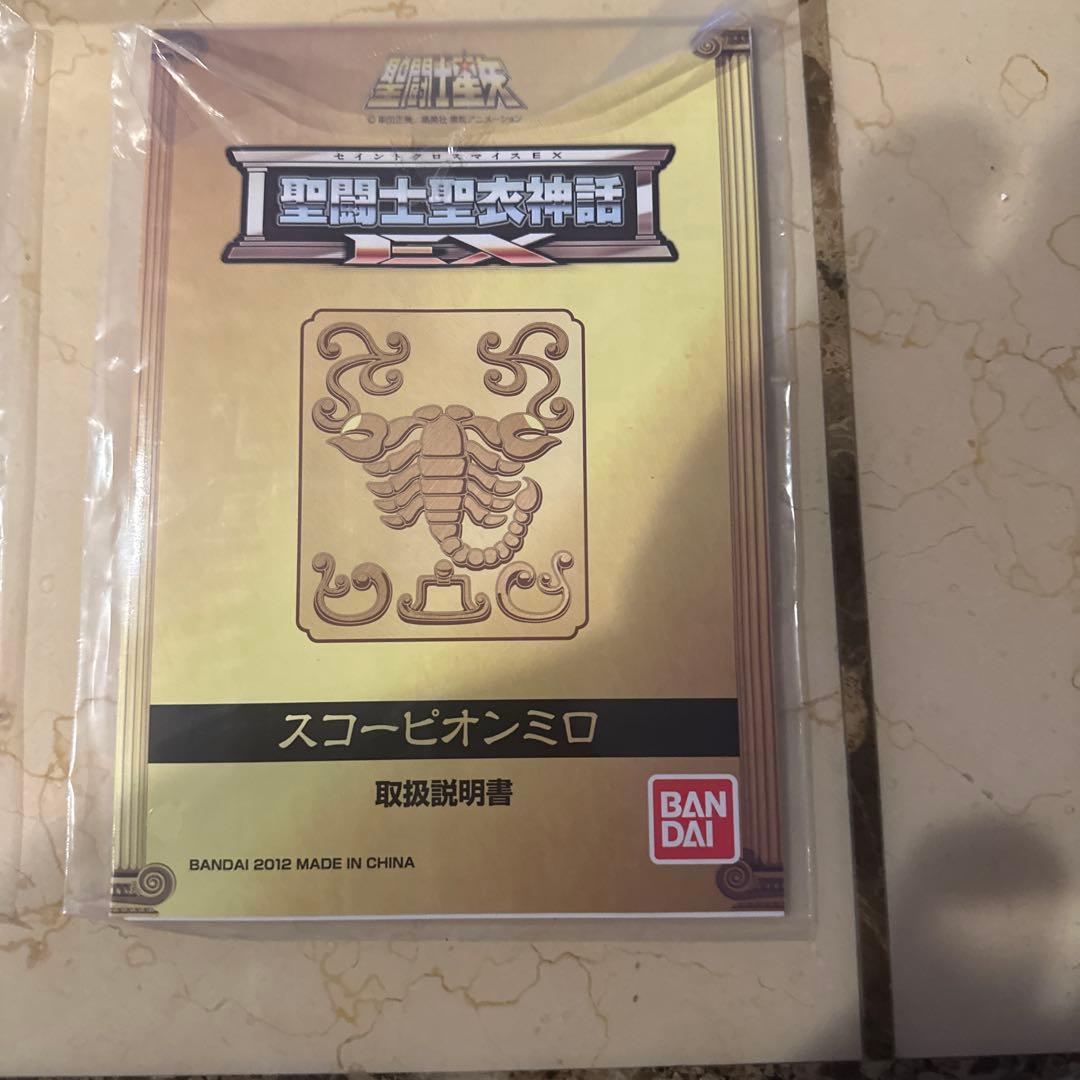 聖闘士星矢
© 車田正美/集英社・東映アニメーション
セイントクロスマイスEX
聖闘士聖衣神話
EX
スコーピオンミロ
取扱説明書
BAN
DAI
BANDAI 2012 MADE IN CHINA